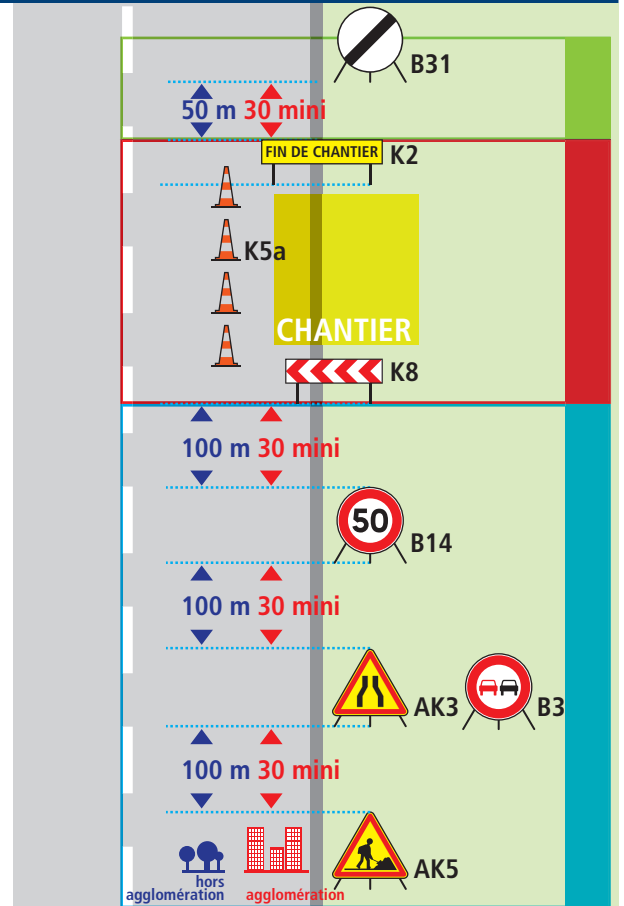 B31
50 m 30 mini
FIN DE CHANTIER K2
K5a
CHANTIER
K8
100 m 30 mini
50
B14
100 m 30 mini
AK3 B3
100 m 30 mini
AK5
hors
agglomération agglomération